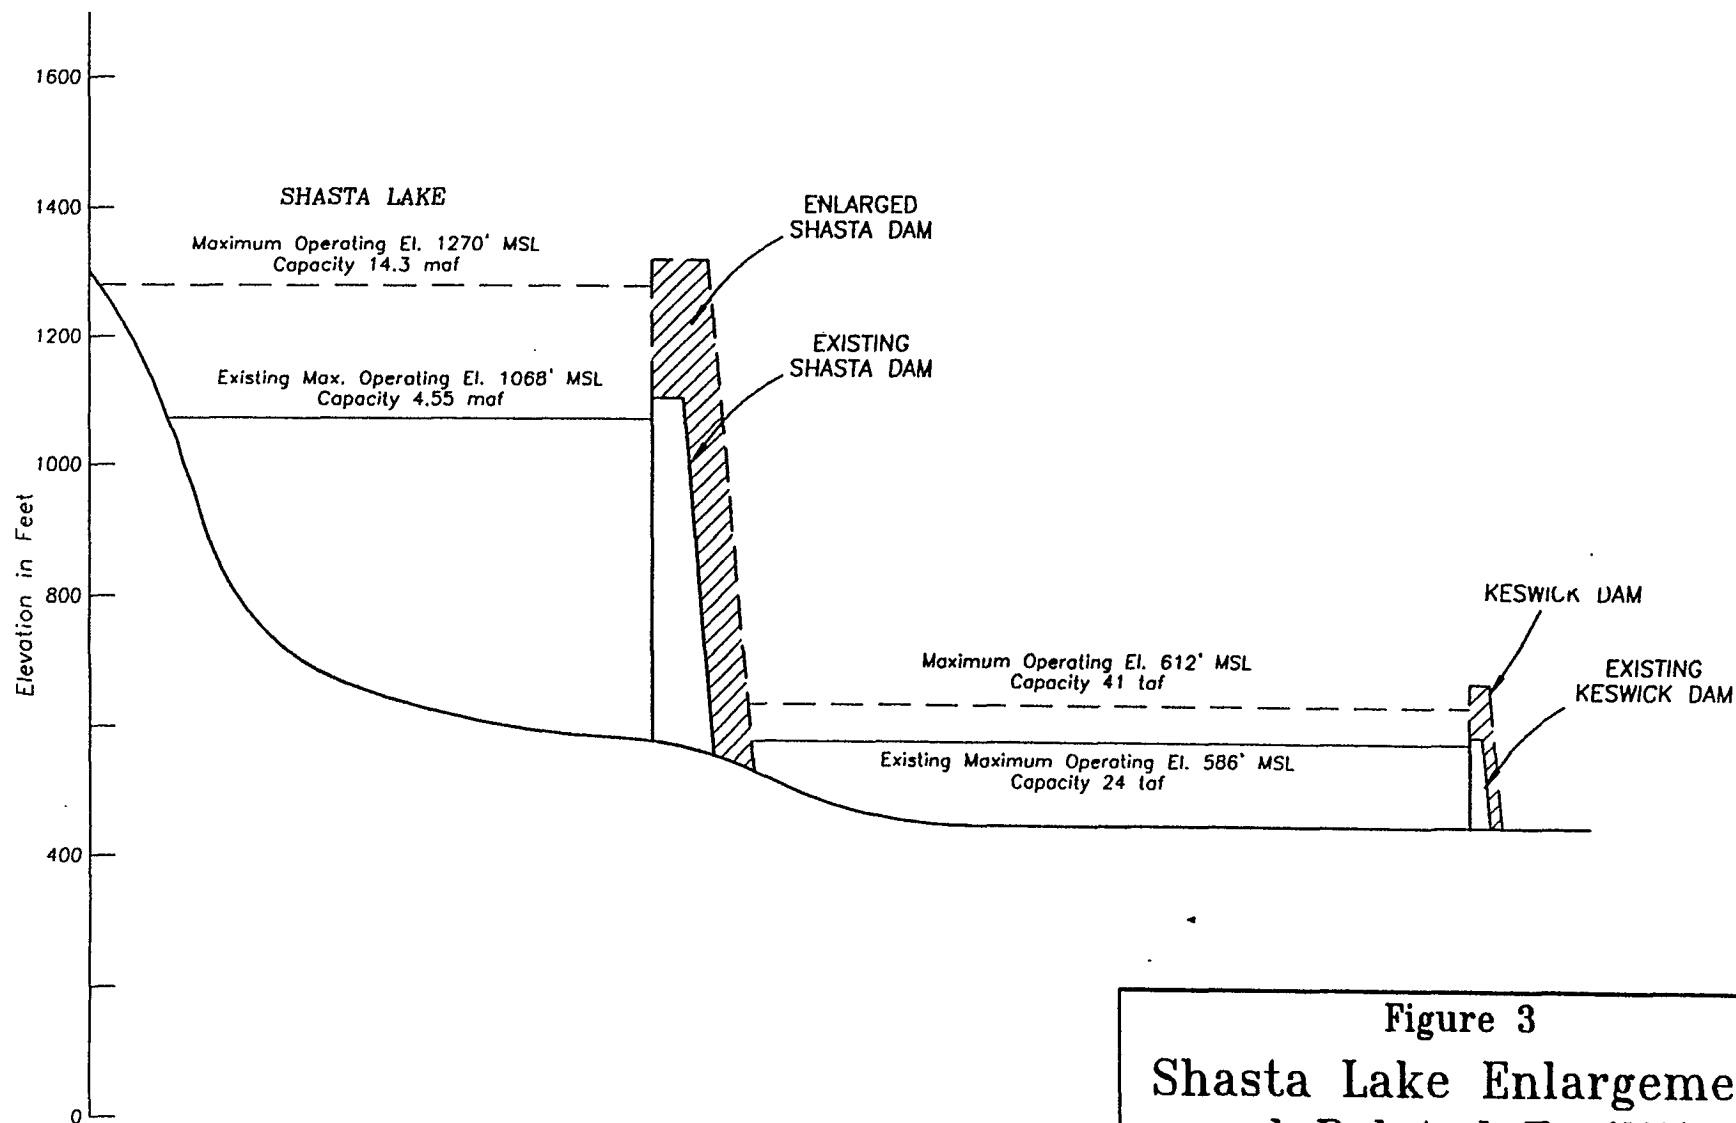 1600
1400
1200
1000
800
400
0
Elevation in Feet
SHASTA LAKE
Maximum Operating El. 1270' MSL
Capacity 14.3 maf
Existing Max. Operating El. 1068' MSL
Capacity 4.55 maf
ENLARGED
SHASTA DAM
EXISTING
SHASTA DAM
Maximum Operating El. 612' MSL
Capacity 41 taf
Existing Maximum Operating El. 586' MSL
Capacity 24 taf
KESWICK DAM
EXISTING
KESWICK DAM
Figure 3
Shasta Lake Enlargeme